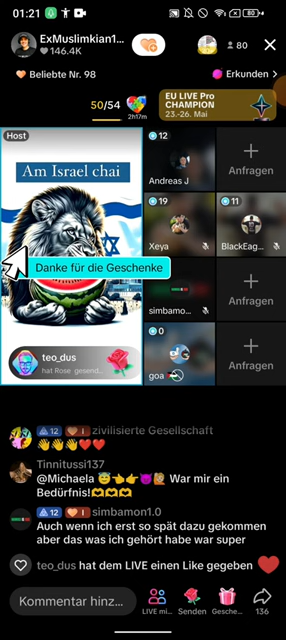 01:21
ExMuslimkian1...
146.4K
80
Beliebte Nr. 98
Erkunden
50/54
2h17m
EU LIVE Pro
CHAMPION
23.-26. Mai
Host
Am Israel chai
Danke für die Geschenke
teo_dus
hat Rose gesend...
12
Andreas J
Anfragen
19
Xeya
11
BlackEag...
simbamo...
Anfragen
0
goa
Anfragen
12 I zivilisierte Gesellschaft
👏👏👏❤️❤️
Tinnitussi137
@Michaela 😇👈👉😈🙋 War mir ein
Bedürfnis!🫶🫶🫶
12 I simbamon1.0
Auch wenn ich erst so spät dazu gekommen
aber das was ich gehört habe war super
teo_dus hat dem LIVE einen Like gegeben
Kommentar hinz...
LIVE mi...
Senden
Gesche...
136